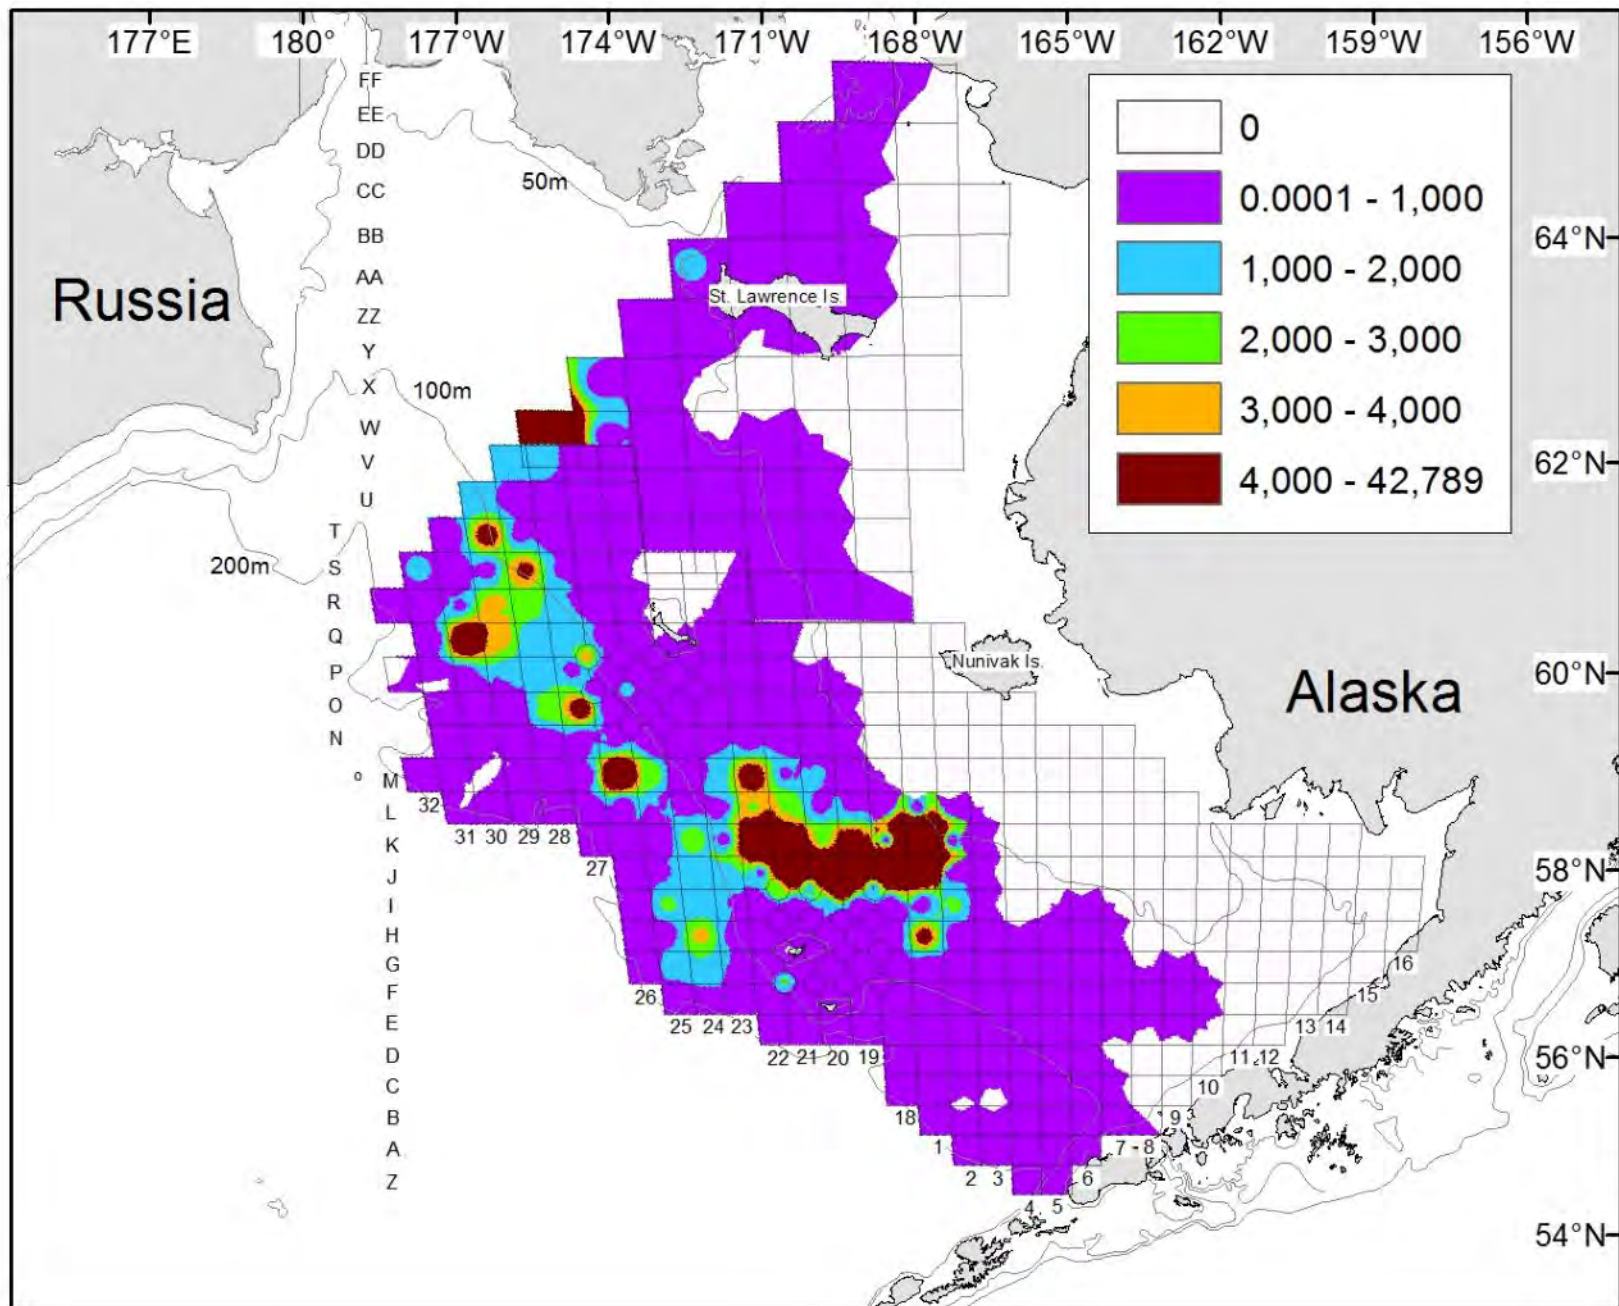 177°E 180° 177°W 174°W 171°W 168°W 165°W 162°W 159°W 156°W
FF
EE
DD
50m
CC
BB
AA
ZZ
Y
X
100m
W
V
U
T
200m
S
R
Q
P
O
N
° M
L
K
J
I
H
G
F
E
D
C
B
A
Z
Russia
St. Lawrence Is.
Nunivak Is.
Alaska
0
0.0001 - 1,000
1,000 - 2,000
2,000 - 3,000
3,000 - 4,000
4,000 - 42,789
64°N
62°N
60°N
58°N
56°N
54°N
32
31 30 29 28
27
26
25 24 23
22 21 20 19
18
1
2 3
4 5
6
7 - 8
9
10
11 12
13 14
15
16